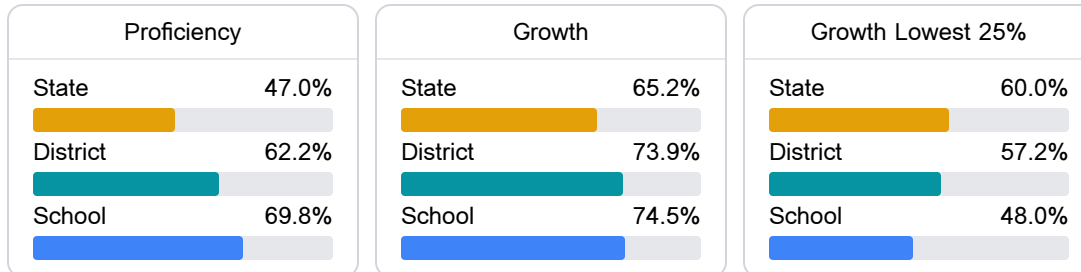 Proficiency
State 47.0%
District 62.2%
School 69.8%
Growth
State 65.2%
District 73.9%
School 74.5%
Growth Lowest 25%
State 60.0%
District 57.2%
School 48.0%